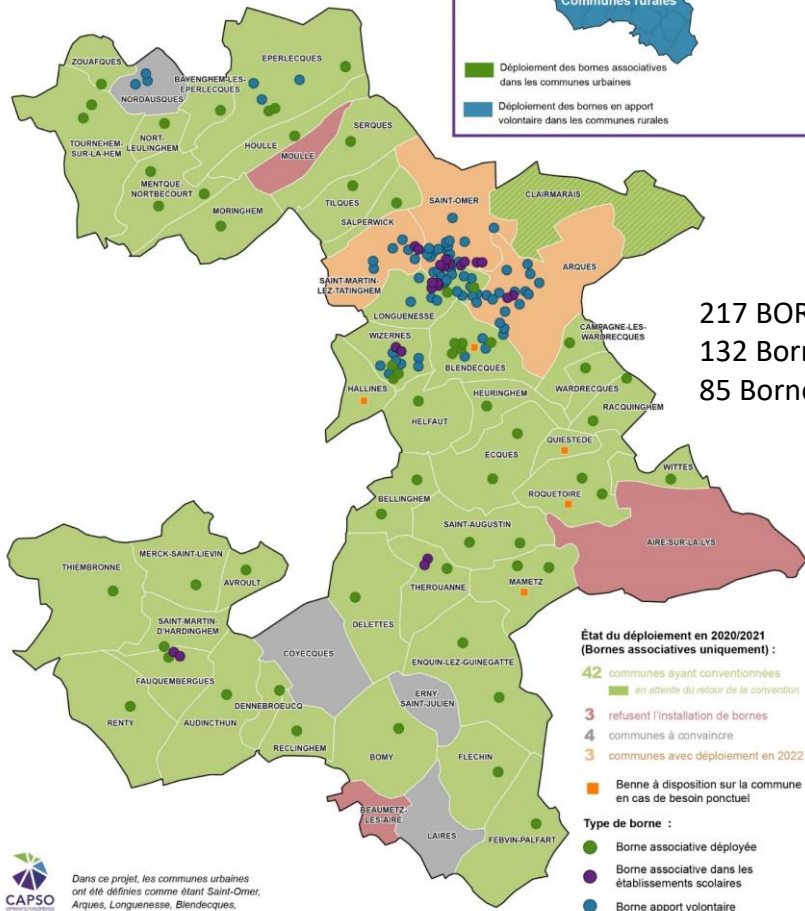 Communes rurales
Déploiement des bornes associatives
dans les communes urbaines
Déploiement des bornes en apport
volontaire dans les communes rurales
ZOUAFQUES
EPERLECQUES
BAYENGHEM-LES-
EPERLECQUES
NORDAUSQUES
SERQUES
TOURNEHEM-
SUR-LA-HEM
NORT-
LEULINGHEM
HOULLE
MOULLE
MENTQUE-
NORTBECOURT
TILQUES
SAINT-OMER
CLAIRMARAIS
MORINGHEM
SALPERWICK
ARQUES
SAINT-MARTIN-
LEZ-TATINGHEM
LONGUENESSE
CAMPAGNE-LES-
WARDRECQUES
WIZERNES
BLENDECQUES
HALLINES
HEURINGHEM
WARDRECQUES
RACQUINGHEM
HELFAUT
QUIESTEDE
ECQUES
WITTES
ROQUETOIRE
BELLINGHEM
SAINT-AUGUSTIN
AIRE-SUR-LA-LYS
MERCK-SAINT-LIEVIN
THIEMBRONNE
AVROULT
THEROUANNE
MAMETZ
SAINT-MARTIN-
D'HARDINGHEM
DELETTES
COYECQUES
ENQUIN-LEZ-GUINEGATTE
FAUQUEMBERGUES
DENNEBROEUCQ
ERNY-
SAINT-JULIEN
RENTY
AUDINCTHUN
RECLINGHEM
BOMY
FLECHIN
BEAUMETZ-
LES-AIRE
LAIRES
FEBVIN-PALFART
217 BOR
132 Born
85 Borne
État du déploiement en 2020/2021
(Bornes associatives uniquement) :
42 communes ayant conventionnées
en attente du retour de la convention
3 refusent l'installation de bornes
4 communes à convaincre
3 communes avec déploiement en 2022
Benne à disposition sur la commune
en cas de besoin ponctuel
Type de borne :
Borne associative déployée
Borne associative dans les
établissements scolaires
Borne apport volontaire
CAPSO
Dans ce projet, les communes urbaines
ont été définies comme étant Saint-Omer,
Arques, Longuenesse, Blendecques,